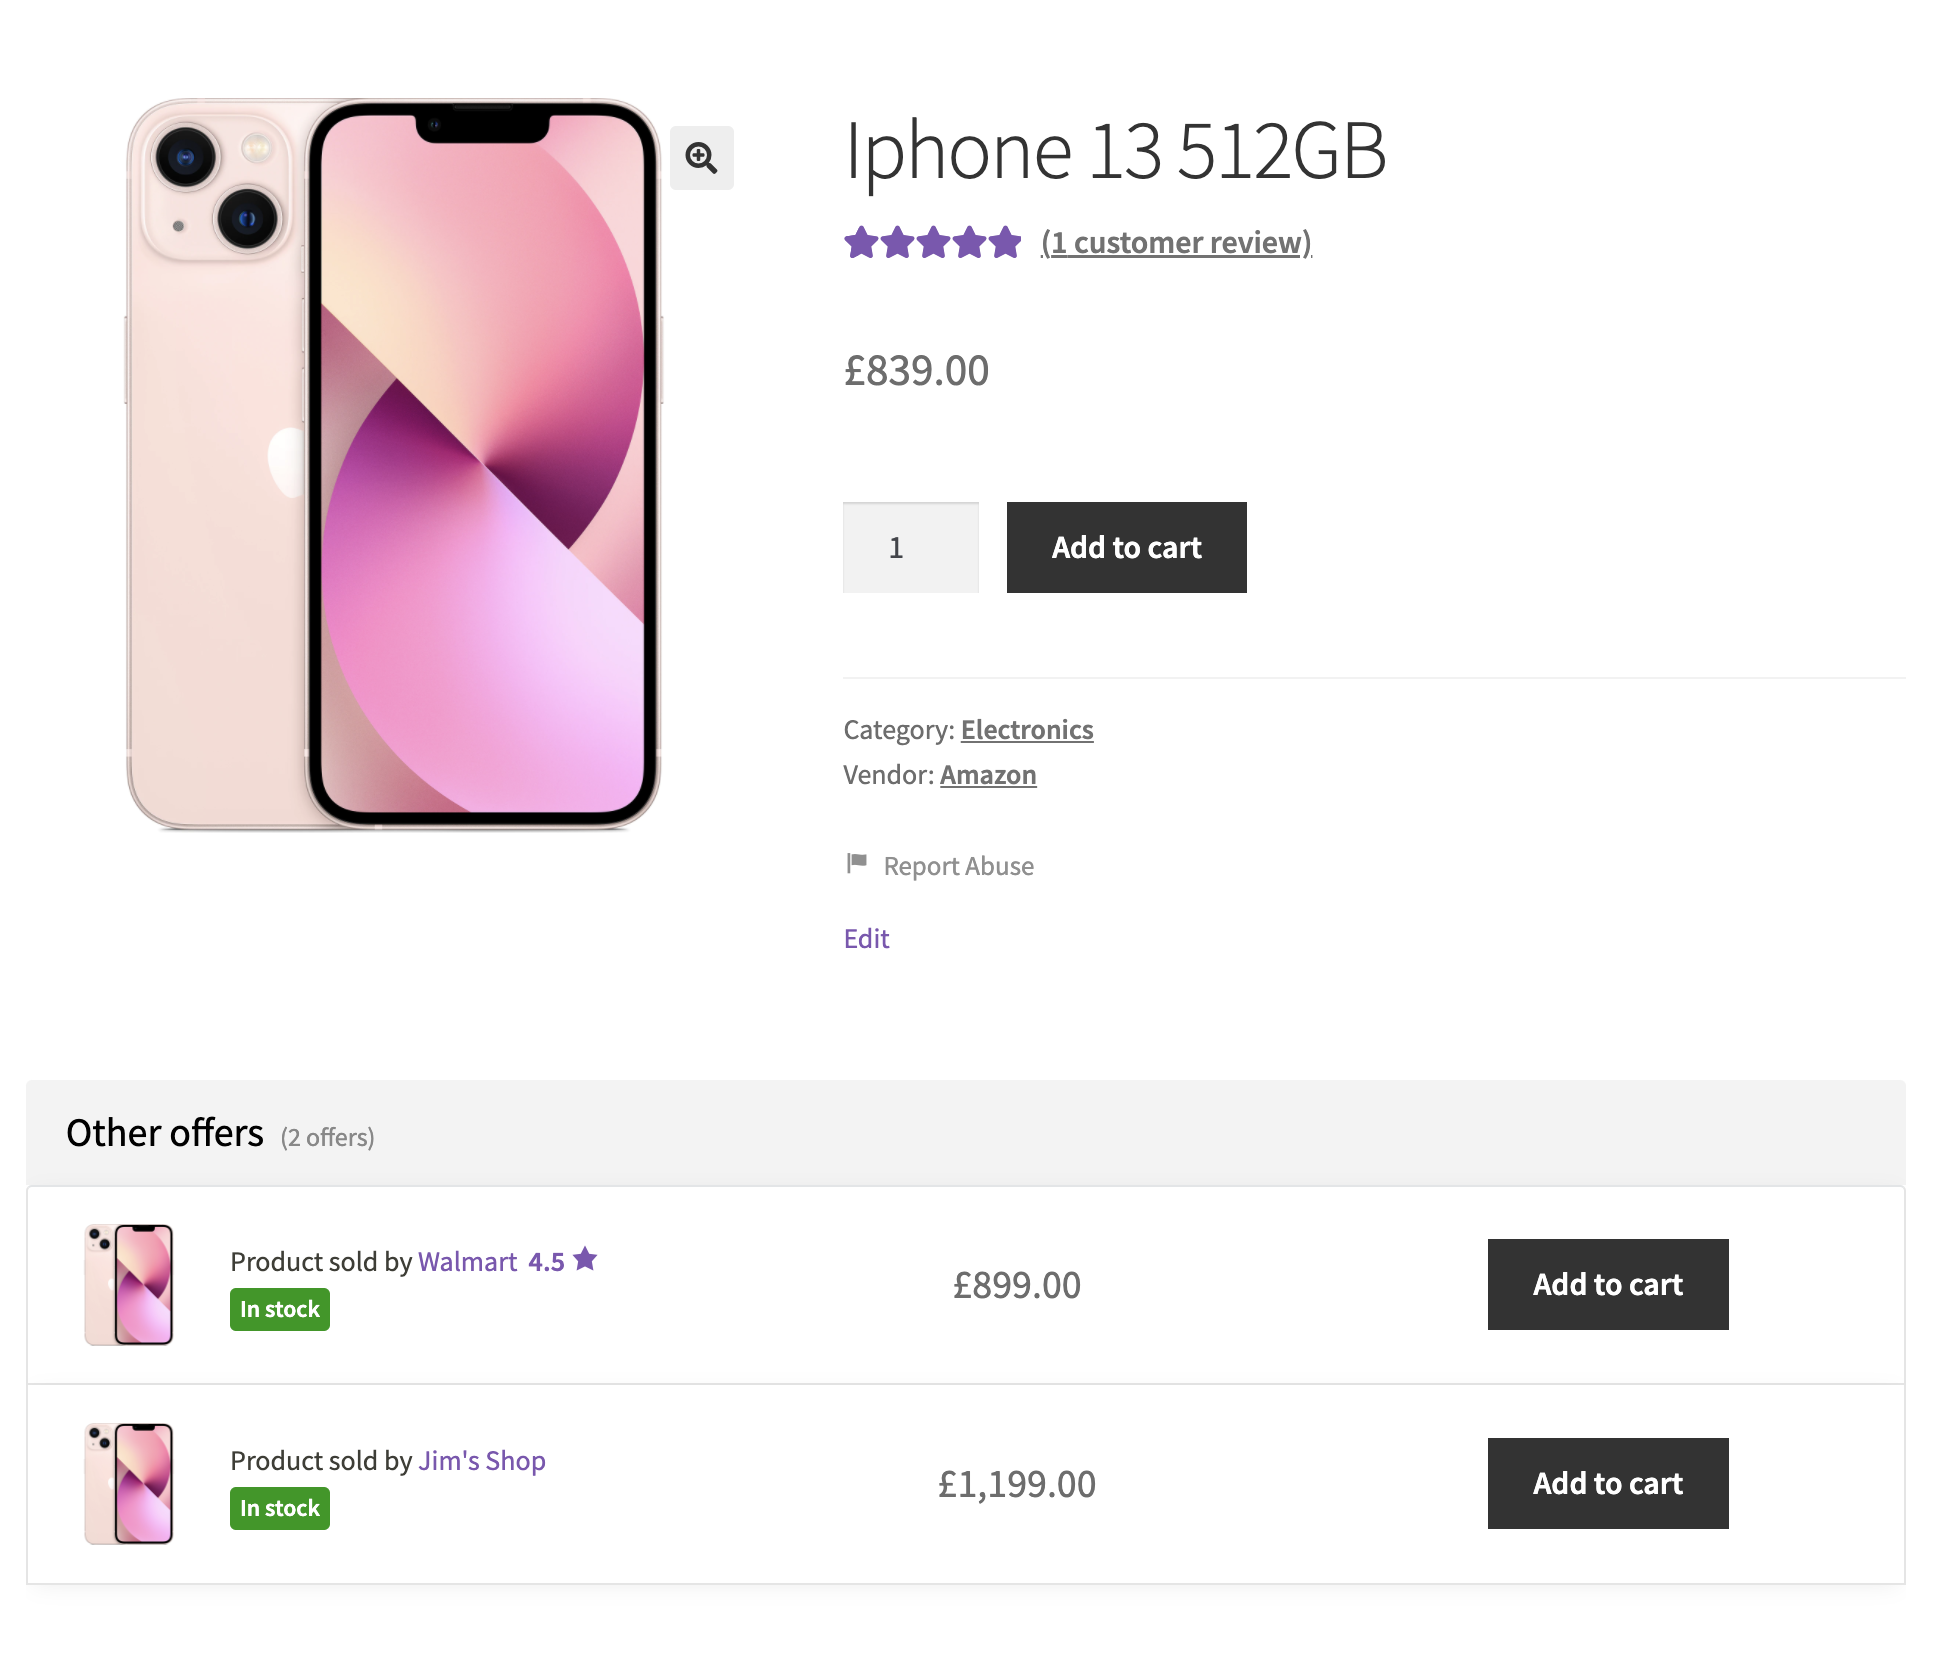 Iphone 13 512GB
(1 customer review)
£839.00
1
Add to cart
Category: Electronics
Vendor: Amazon
Report Abuse
Edit
Other offers (2 offers)
Product sold by Walmart 4.5
In stock
£899.00
Add to cart
Product sold by Jim's Shop
In stock
£1,199.00
Add to cart